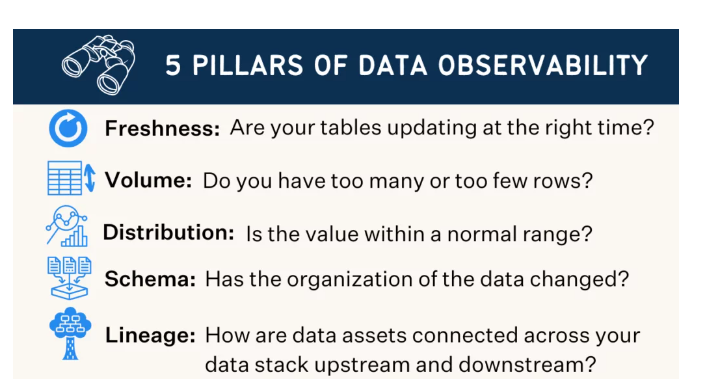 5 PILLARS OF DATA OBSERVABILITY
Freshness: Are your tables updating at the right time?
Volume: Do you have too many or too few rows?
Distribution: Is the value within a normal range?
Schema: Has the organization of the data changed?
Lineage: How are data assets connected across your
data stack upstream and downstream?